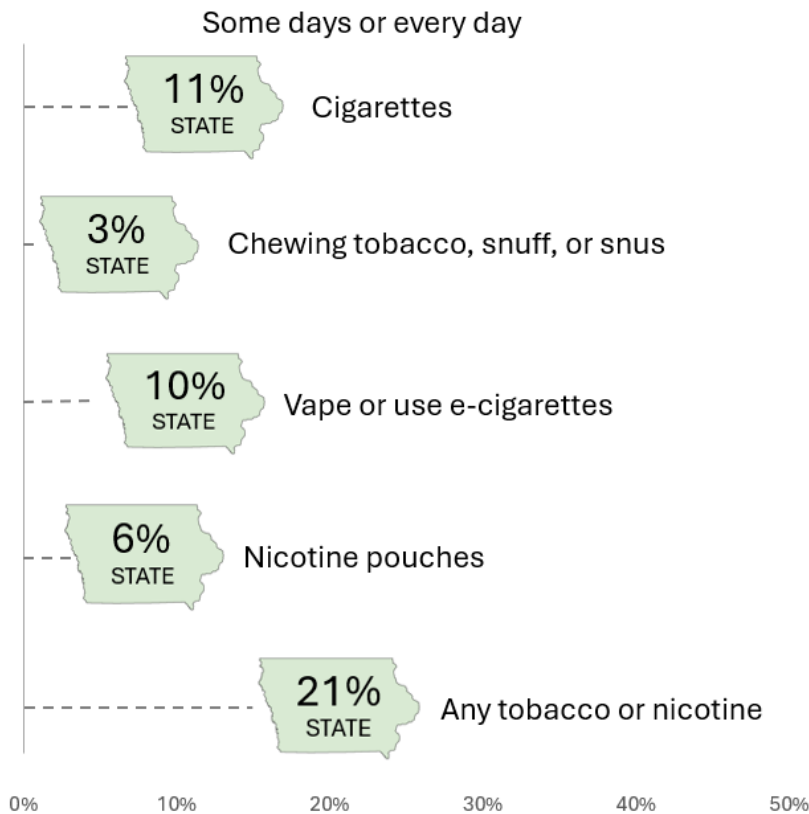 Some days or every day
11%
STATE
Cigarettes
3%
STATE
Chewing tobacco, snuff, or snus
10%
STATE
Vape or use e-cigarettes
6%
STATE
Nicotine pouches
21%
STATE
Any tobacco or nicotine
0% 10% 20% 30% 40% 50%